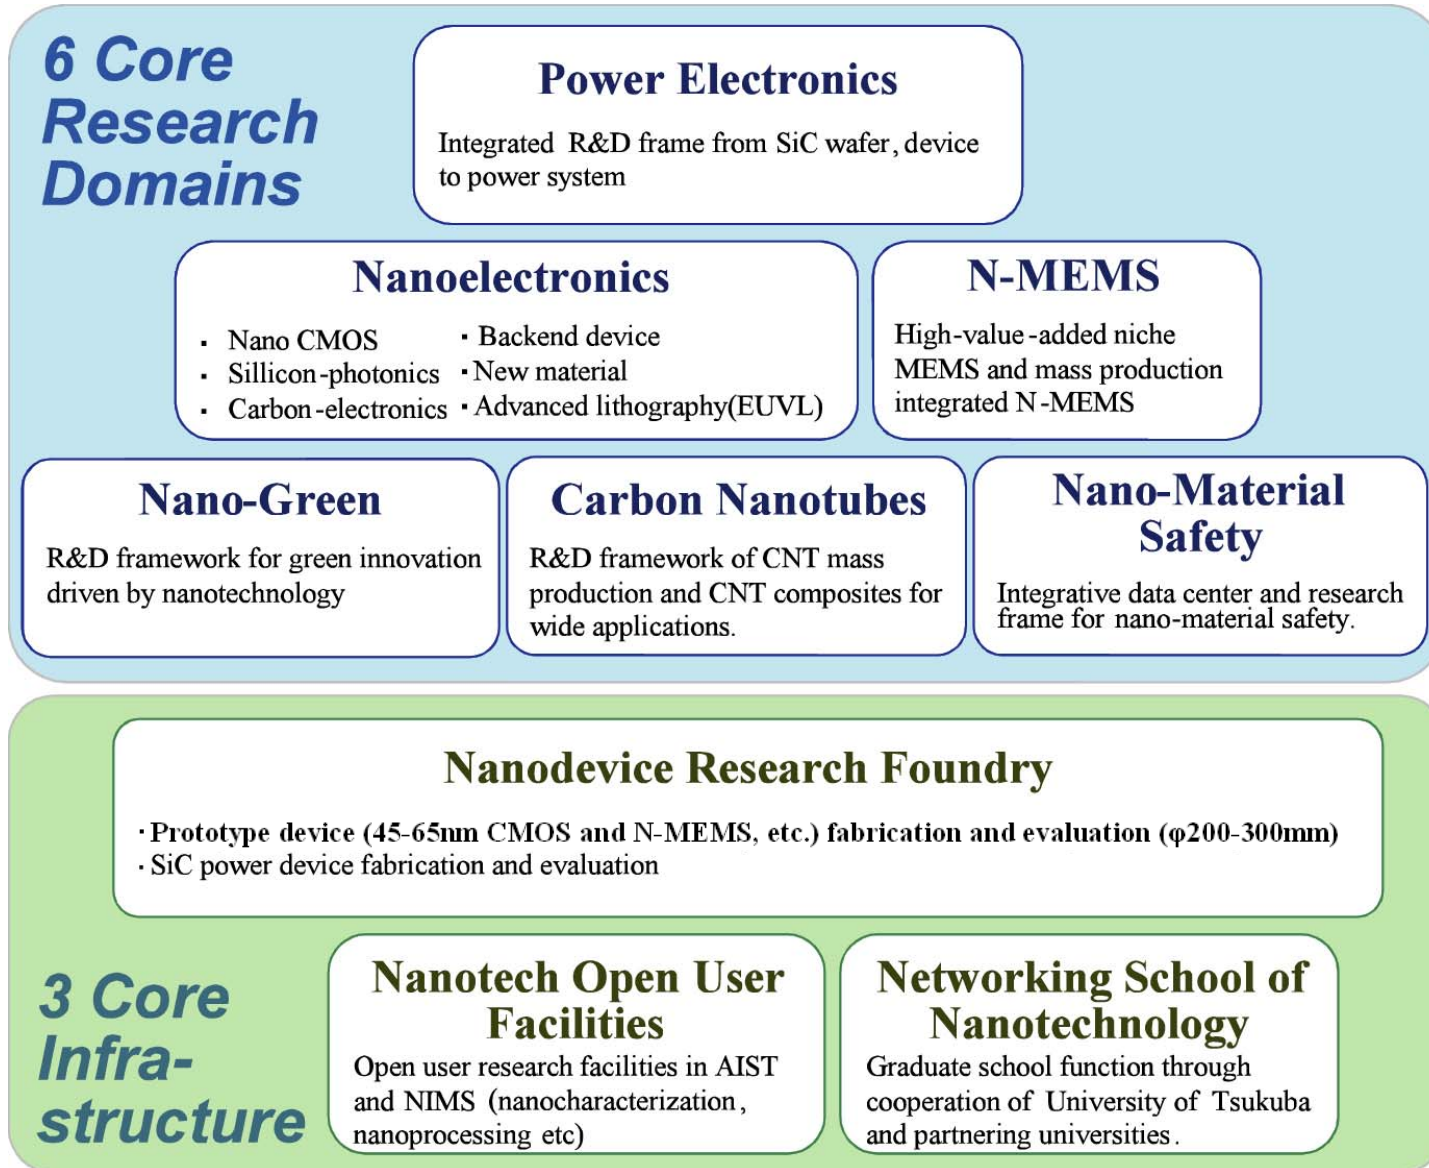 6 Core
Research
Domains
Power Electronics
Integrated R&D frame from SiC wafer, device
to power system
Nanoelectronics
· Nano CMOS
· Sillicon-photonics
· Carbon-electronics
· Backend device
· New material
· Advanced lithography(EUVL)
N-MEMS
High-value-added niche
MEMS and mass production
integrated N-MEMS
Nano-Green
R&D framework for green innovation
driven by nanotechnology
Carbon Nanotubes
R&D framework of CNT mass
production and CNT composites for
wide applications.
Nano-Material
Safety
Integrative data center and research
frame for nano-material safety.
Nanodevice Research Foundry
· Prototype device (45-65nm CMOS and N-MEMS, etc.) fabrication and evaluation (φ200-300mm)
· SiC power device fabrication and evaluation
3 Core
Infra-
structure
Nanotech Open User
Facilities
Open user research facilities in AIST
and NIMS (nanocharacterization,
nanoprocessing etc)
Networking School of
Nanotechnology
Graduate school function through
cooperation of University of Tsukuba
and partnering universities.